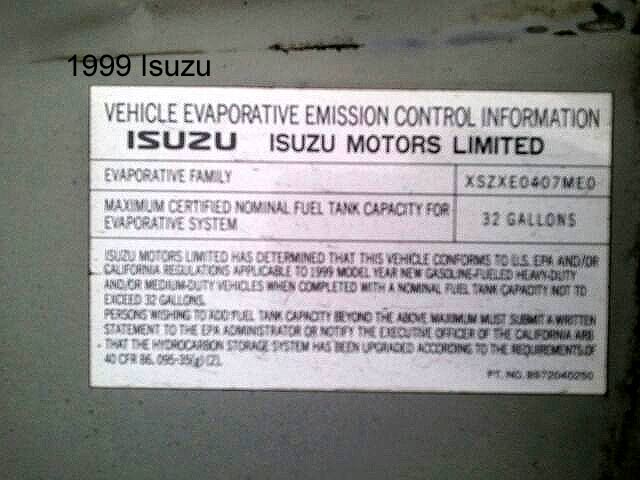 1999 Isuzu
VEHICLE EVAPORATIVE EMISSION CONTROL INFORMATION
ISUZU ISUZU MOTORS LIMITED
EVAPORATIVE FAMILY XSZXE0407ME0
MAXIMUM CERTIFIED NOMINAL FUEL TANK CAPACITY FOR
EVAPORATIVE SYSTEM 32 GALLONS
ISUZU MOTORS LIMITED HAS DETERMINED THAT THIS VEHICLE CONFORMS TO U.S. EPA AND/OR
CALIFORNIA REGULATIONS APPLICABLE TO 1999 MODEL YEAR NEW GASOLINE-FUELED HEAVY-DUTY
AND/OR MEDIUM-DUTY VEHICLES WHEN COMPLETED WITH A NOMINAL FUEL TANK CAPACITY NOT TO
EXCEED 32 GALLONS.
PERSONS WISHING TO ADD FUEL TANK CAPACITY BEYOND THE ABOVE MAXIMUM MUST SUBMIT A WRITTEN
STATEMENT TO THE EPA ADMINISTRATOR OR NOTIFY THE EXECUTIVE OFFICER OF THE CALIFORNIA ARB
THAT THE HYDROCARBON STORAGE SYSTEM HAS BEEN UPGRADED ACCORDING TO THE REQUIREMENTS OF
40 CFR 86, 095-35(g) (2).
PT. NO. 8972040250